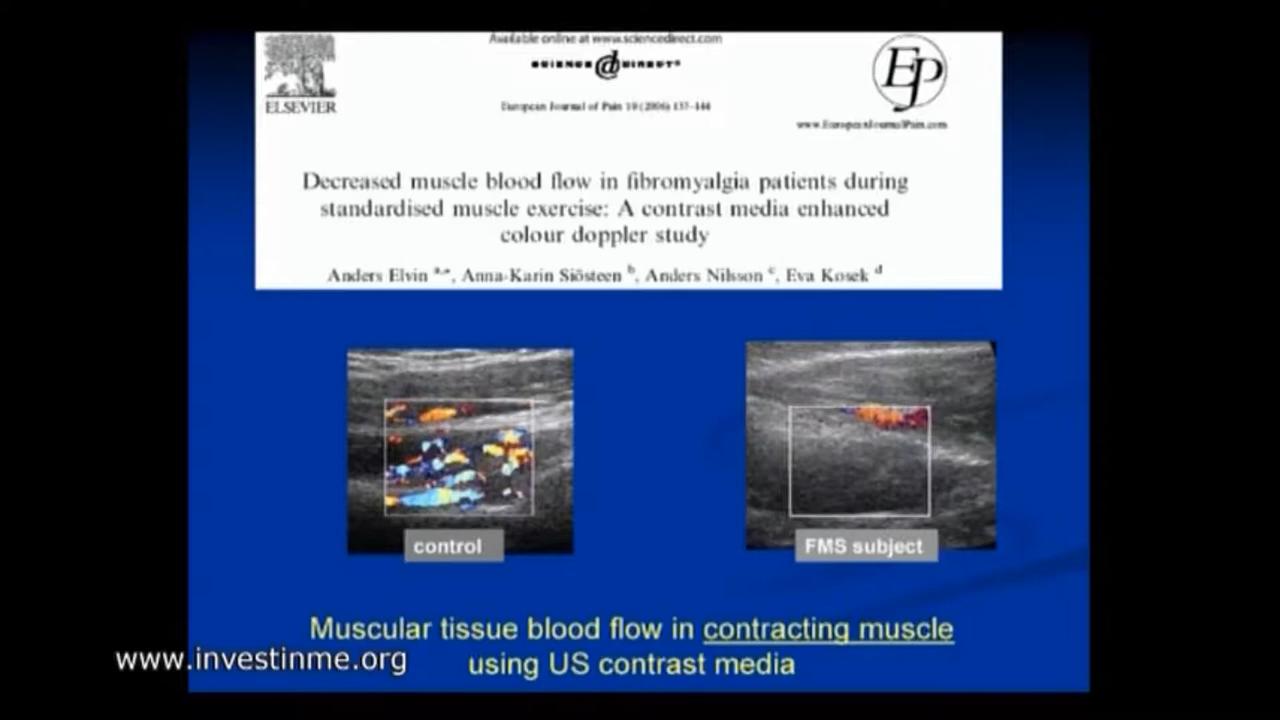 Available online at www.sciencedirect.com
SCIENCE @ DIRECT®
ELSEVIER
EJP
European Journal of Pain 10 (2006) 137–144
www.EuropeanJournalPain.com
Decreased muscle blood flow in fibromyalgia patients during
standardised muscle exercise: A contrast media enhanced
colour doppler study
Anders Elvin a,*, Anna-Karin Siösteen b, Anders Nilsson c, Eva Kosek d
control
FMS subject
Muscular tissue blood flow in contracting muscle
using US contrast media
www.investinme.org